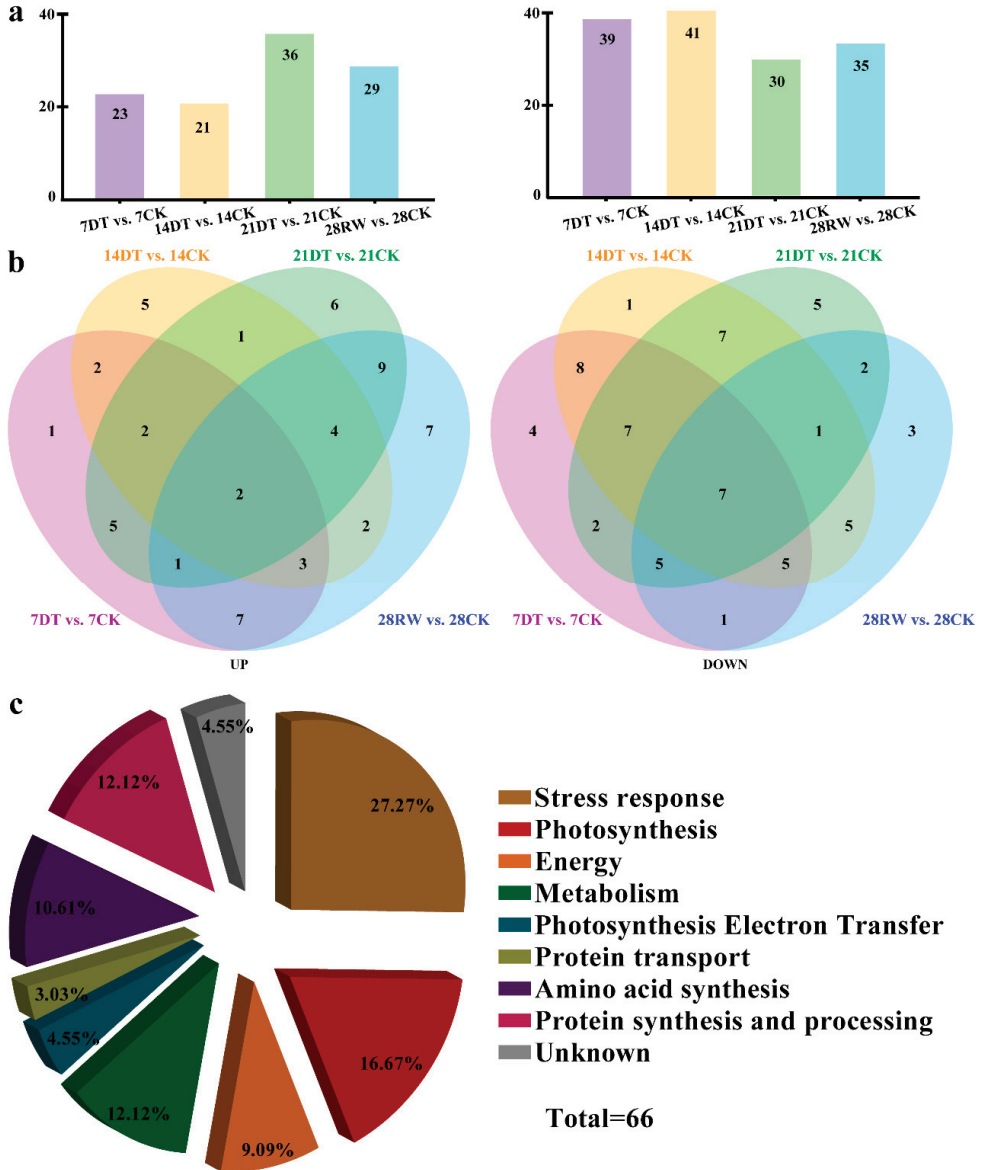 a
40
20
0
23
21
36
29
7DT vs. 7CK
14DT vs. 14CK
21DT vs. 21CK
28RW vs. 28CK
40
20
0
39
41
30
35
7DT vs. 7CK
14DT vs. 14CK
21DT vs. 21CK
28RW vs. 28CK
b
14DT vs. 14CK
21DT vs. 21CK
5
6
1
2
9
1
2
4
7
2
5
2
1
3
7
7DT vs. 7CK
28RW vs. 28CK
UP
14DT vs. 14CK
21DT vs. 21CK
1
5
7
8
2
4
7
1
3
7
2
5
5
5
1
7DT vs. 7CK
28RW vs. 28CK
DOWN
c
4.55%
12.12%
27.27%
10.61%
3.03%
4.55%
12.12%
9.09%
16.67%
Stress response
Photosynthesis
Energy
Metabolism
Photosynthesis Electron Transfer
Protein transport
Amino acid synthesis
Protein synthesis and processing
Unknown
Total=66